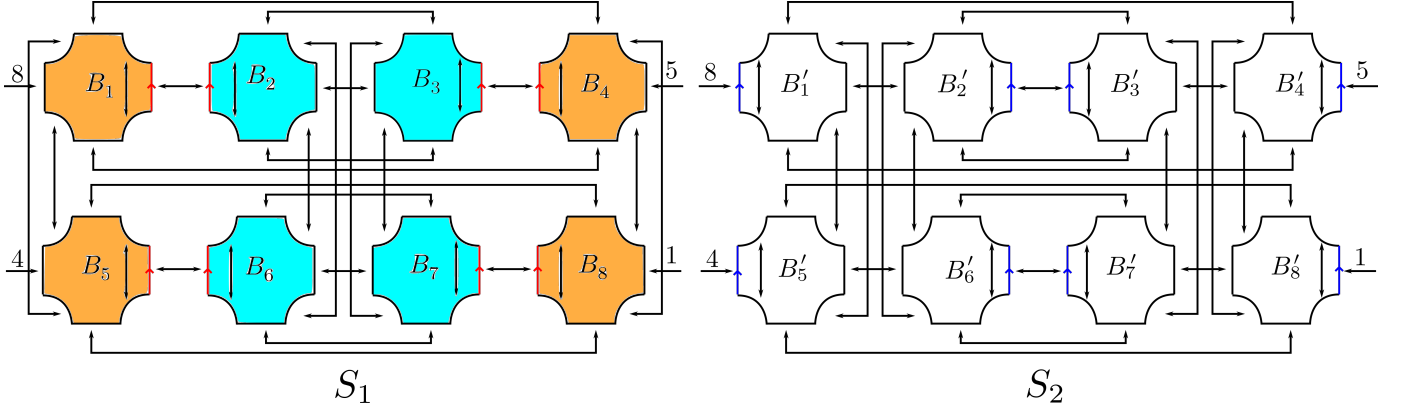 8 B₁ B₂ B₃ B₄ 5 8 B′₁ B′₂ B′₃ B′₄ 5
4 B₅ B₆ B₇ B₈ 1 4 B′₅ B′₆ B′₇ B′₈ 1
S₁ S₂